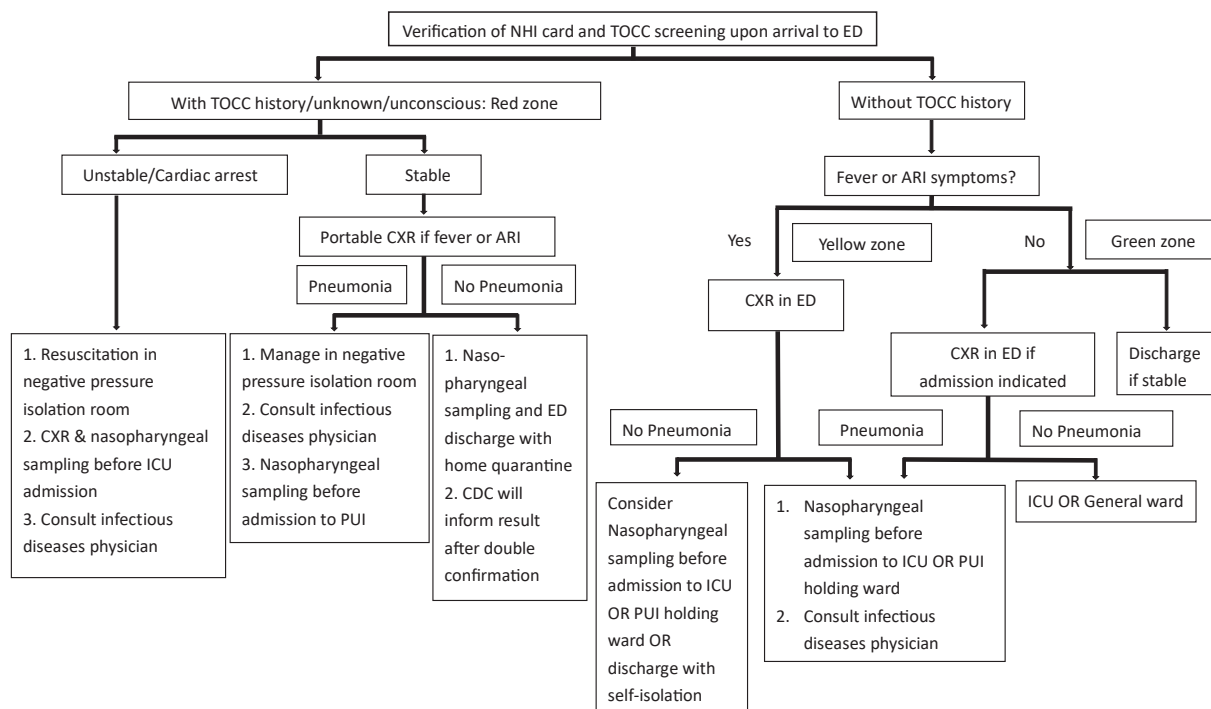 Verification of NHI card and TOCC screening upon arrival to ED
With TOCC history/unknown/unconscious: Red zone
Without TOCC history
Unstable/Cardiac arrest
Stable
Fever or ARI symptoms?
Portable CXR if fever or ARI
Yes
Yellow zone
No
Green zone
Pneumonia
No Pneumonia
CXR in ED
1. Resuscitation in
negative pressure
isolation room
2. CXR & nasopharyngeal
sampling before ICU
admission
3. Consult infectious
diseases physician
1. Manage in negative
pressure isolation room
2. Consult infectious
diseases physician
3. Nasopharyngeal
sampling before
admission to PUI
1. Naso-
pharyngeal
sampling and ED
discharge with
home quarantine
2. CDC will
inform result
after double
confirmation
CXR in ED if
admission indicated
Discharge
if stable
No Pneumonia
Pneumonia
No Pneumonia
Consider
Nasopharyngeal
sampling before
admission to ICU
OR PUI holding
ward OR
discharge with
self-isolation
1. Nasopharyngeal
sampling before
admission to ICU OR PUI
holding ward
2. Consult infectious
diseases physician
ICU OR General ward